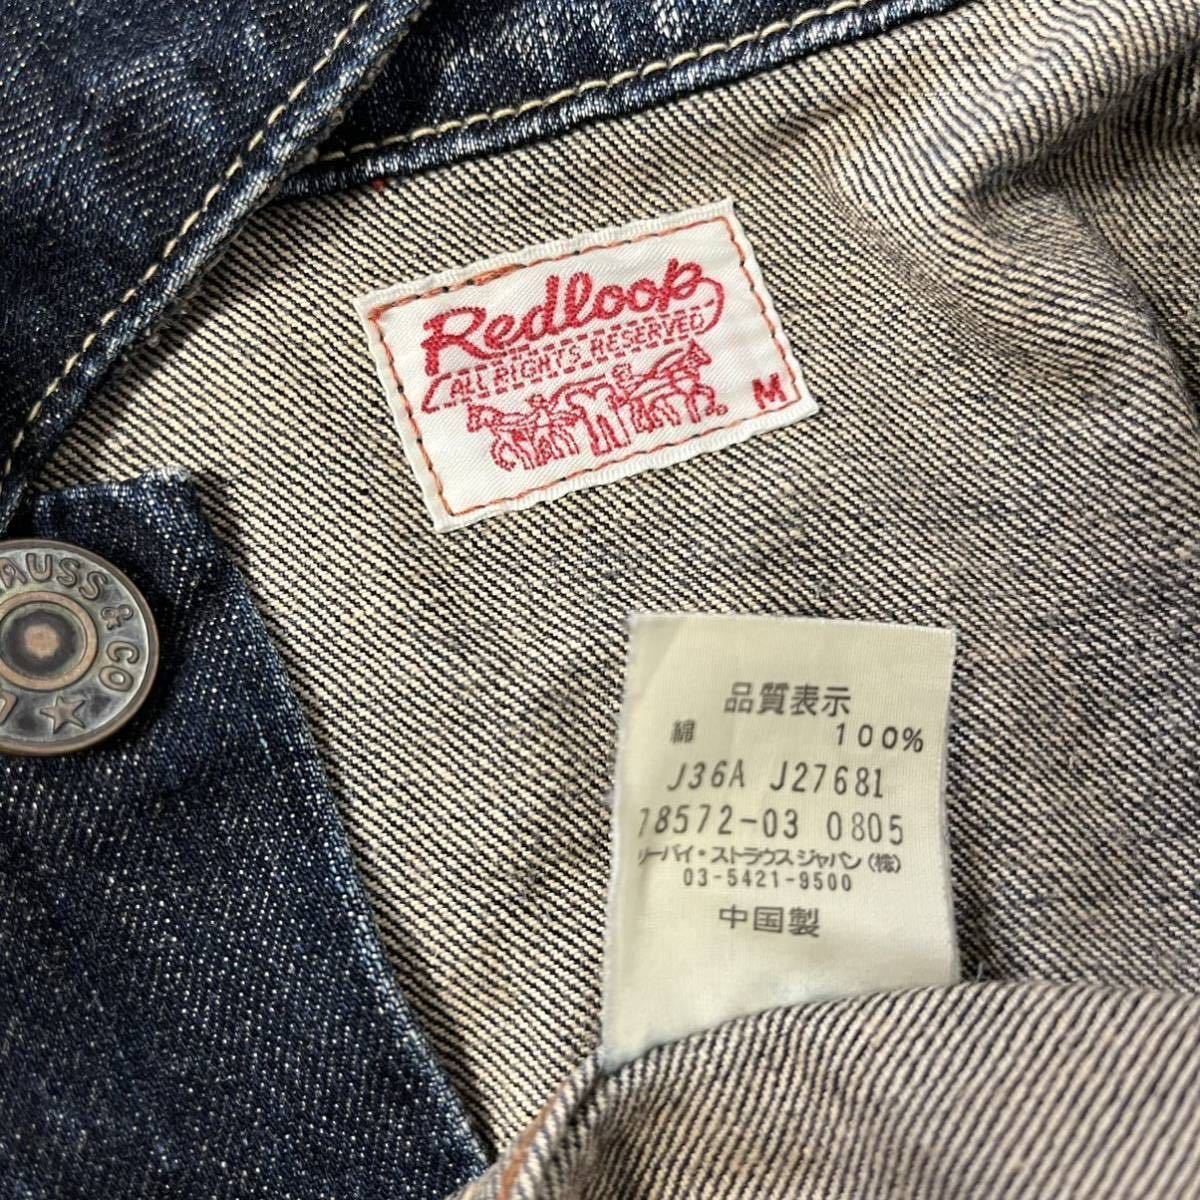 Redloop
ALL RIGHTS RESERVED
M
RAUSS & CO
品質表示
綿 100%
J36A J27681
78572-03 0805
リーバイ・ストラウスジャパン(株)
03-5421-9500
中国製